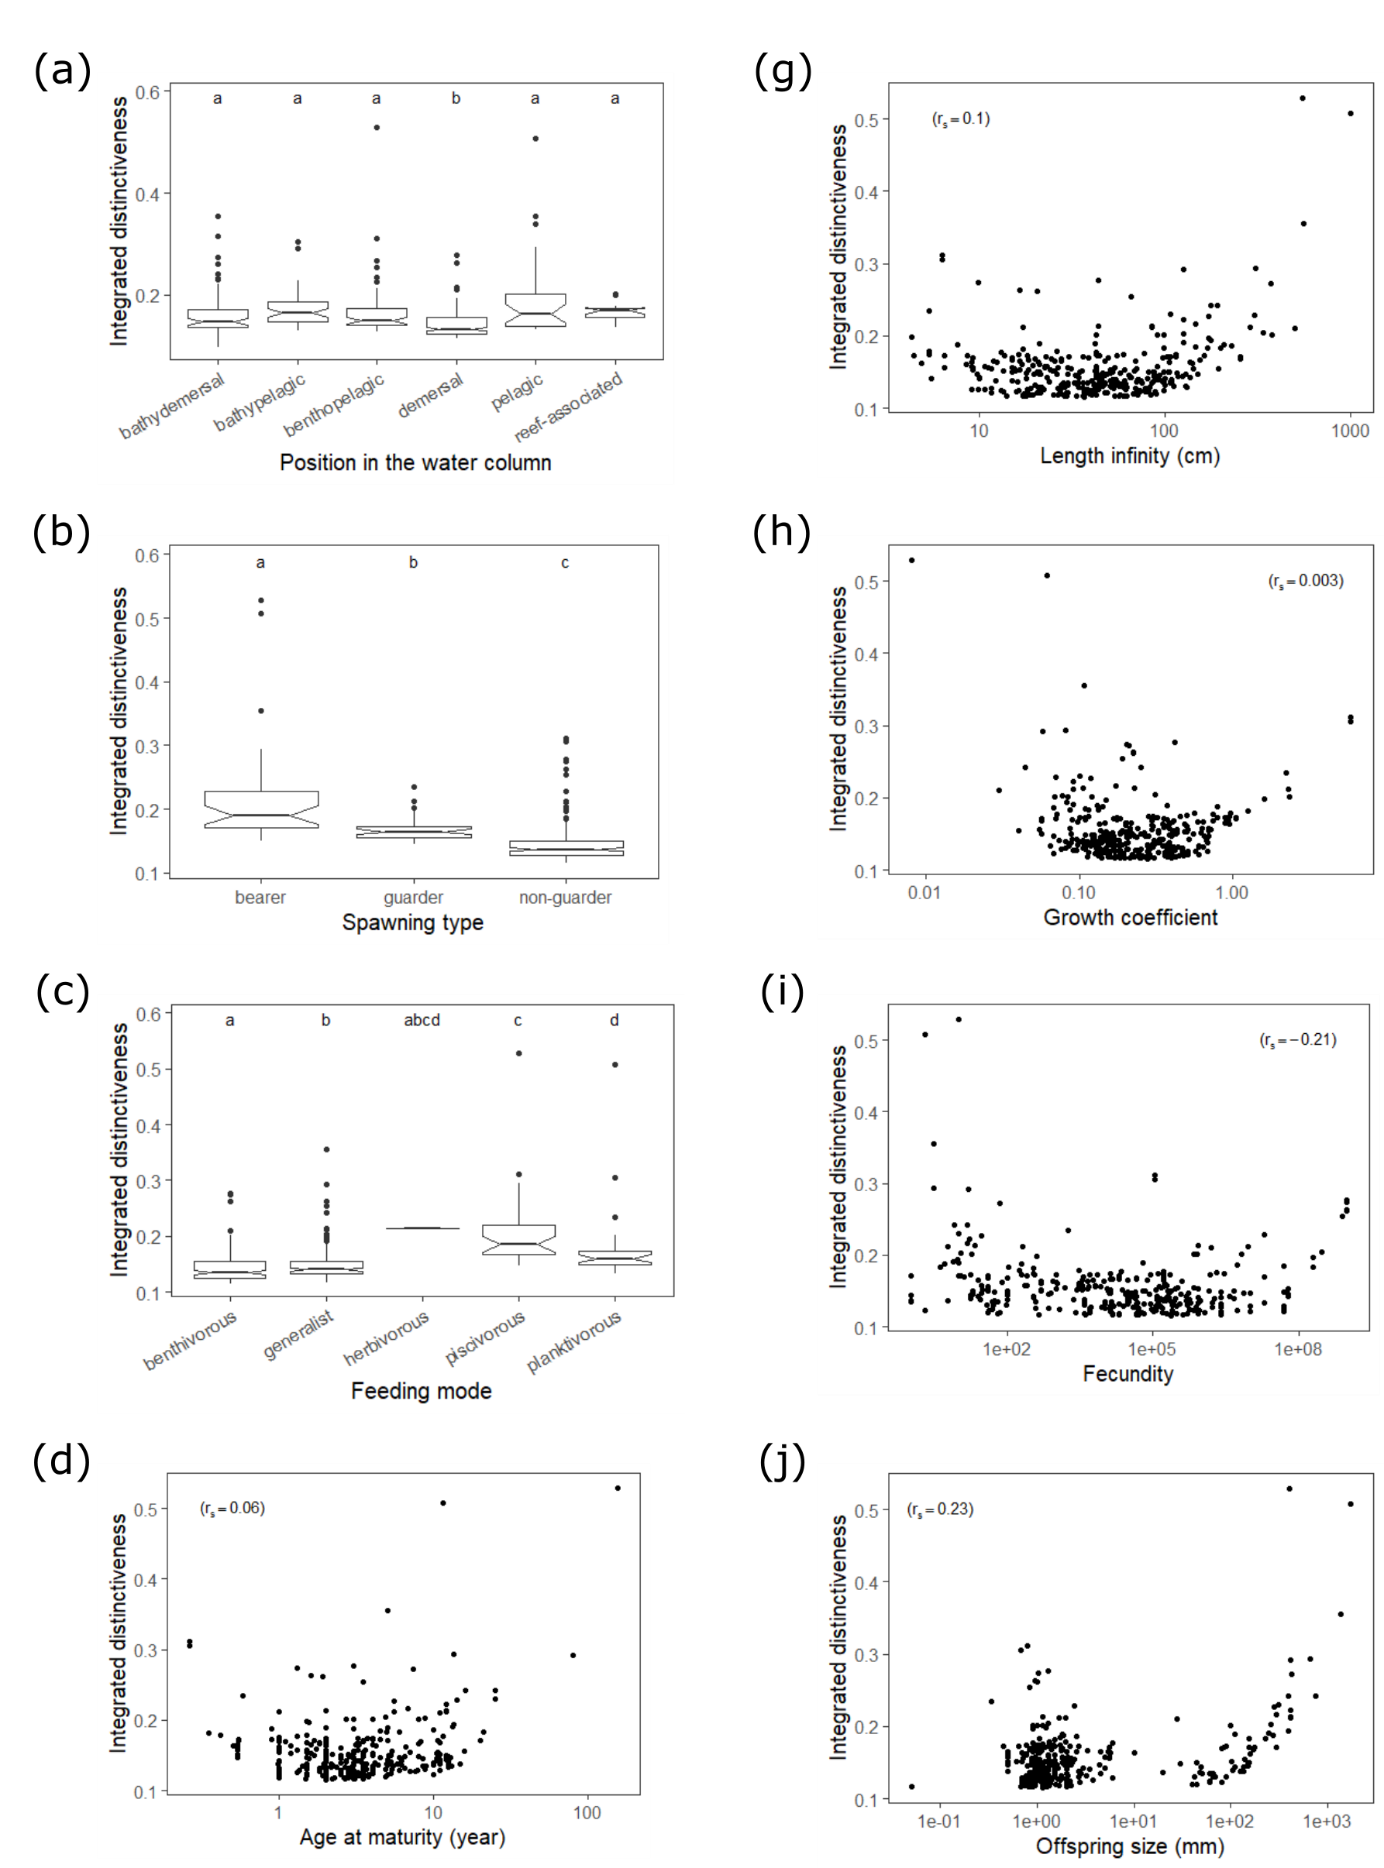 (a)
Integrated distinctiveness
0.6
0.4
0.2
a a a b a a
bathydemersal bathypelagic benthopelagic demersal pelagic reef-associated
Position in the water column
(g)
Integrated distinctiveness
0.5
0.4
0.3
0.2
0.1
(rs = 0.1)
10 100 1000
Length infinity (cm)
(b)
Integrated distinctiveness
0.6
0.5
0.4
0.3
0.2
0.1
a b c
bearer guarder non-guarder
Spawning type
(h)
Integrated distinctiveness
0.5
0.4
0.3
0.2
0.1
(rs = 0.003)
0.01 0.10 1.00
Growth coefficient
(c)
Integrated distinctiveness
0.6
0.5
0.4
0.3
0.2
0.1
a b abcd c d
benthivorous generalist herbivorous piscivorous planktivorous
Feeding mode
(i)
Integrated distinctiveness
0.5
0.4
0.3
0.2
0.1
(rs = −0.21)
1e+02 1e+05 1e+08
Fecundity
(d)
Integrated distinctiveness
0.5
0.4
0.3
0.2
0.1
(rs = 0.06)
1 10 100
Age at maturity (year)
(j)
Integrated distinctiveness
0.5
0.4
0.3
0.2
0.1
(rs = 0.23)
1e-01 1e+00 1e+01 1e+02 1e+03
Offspring size (mm)